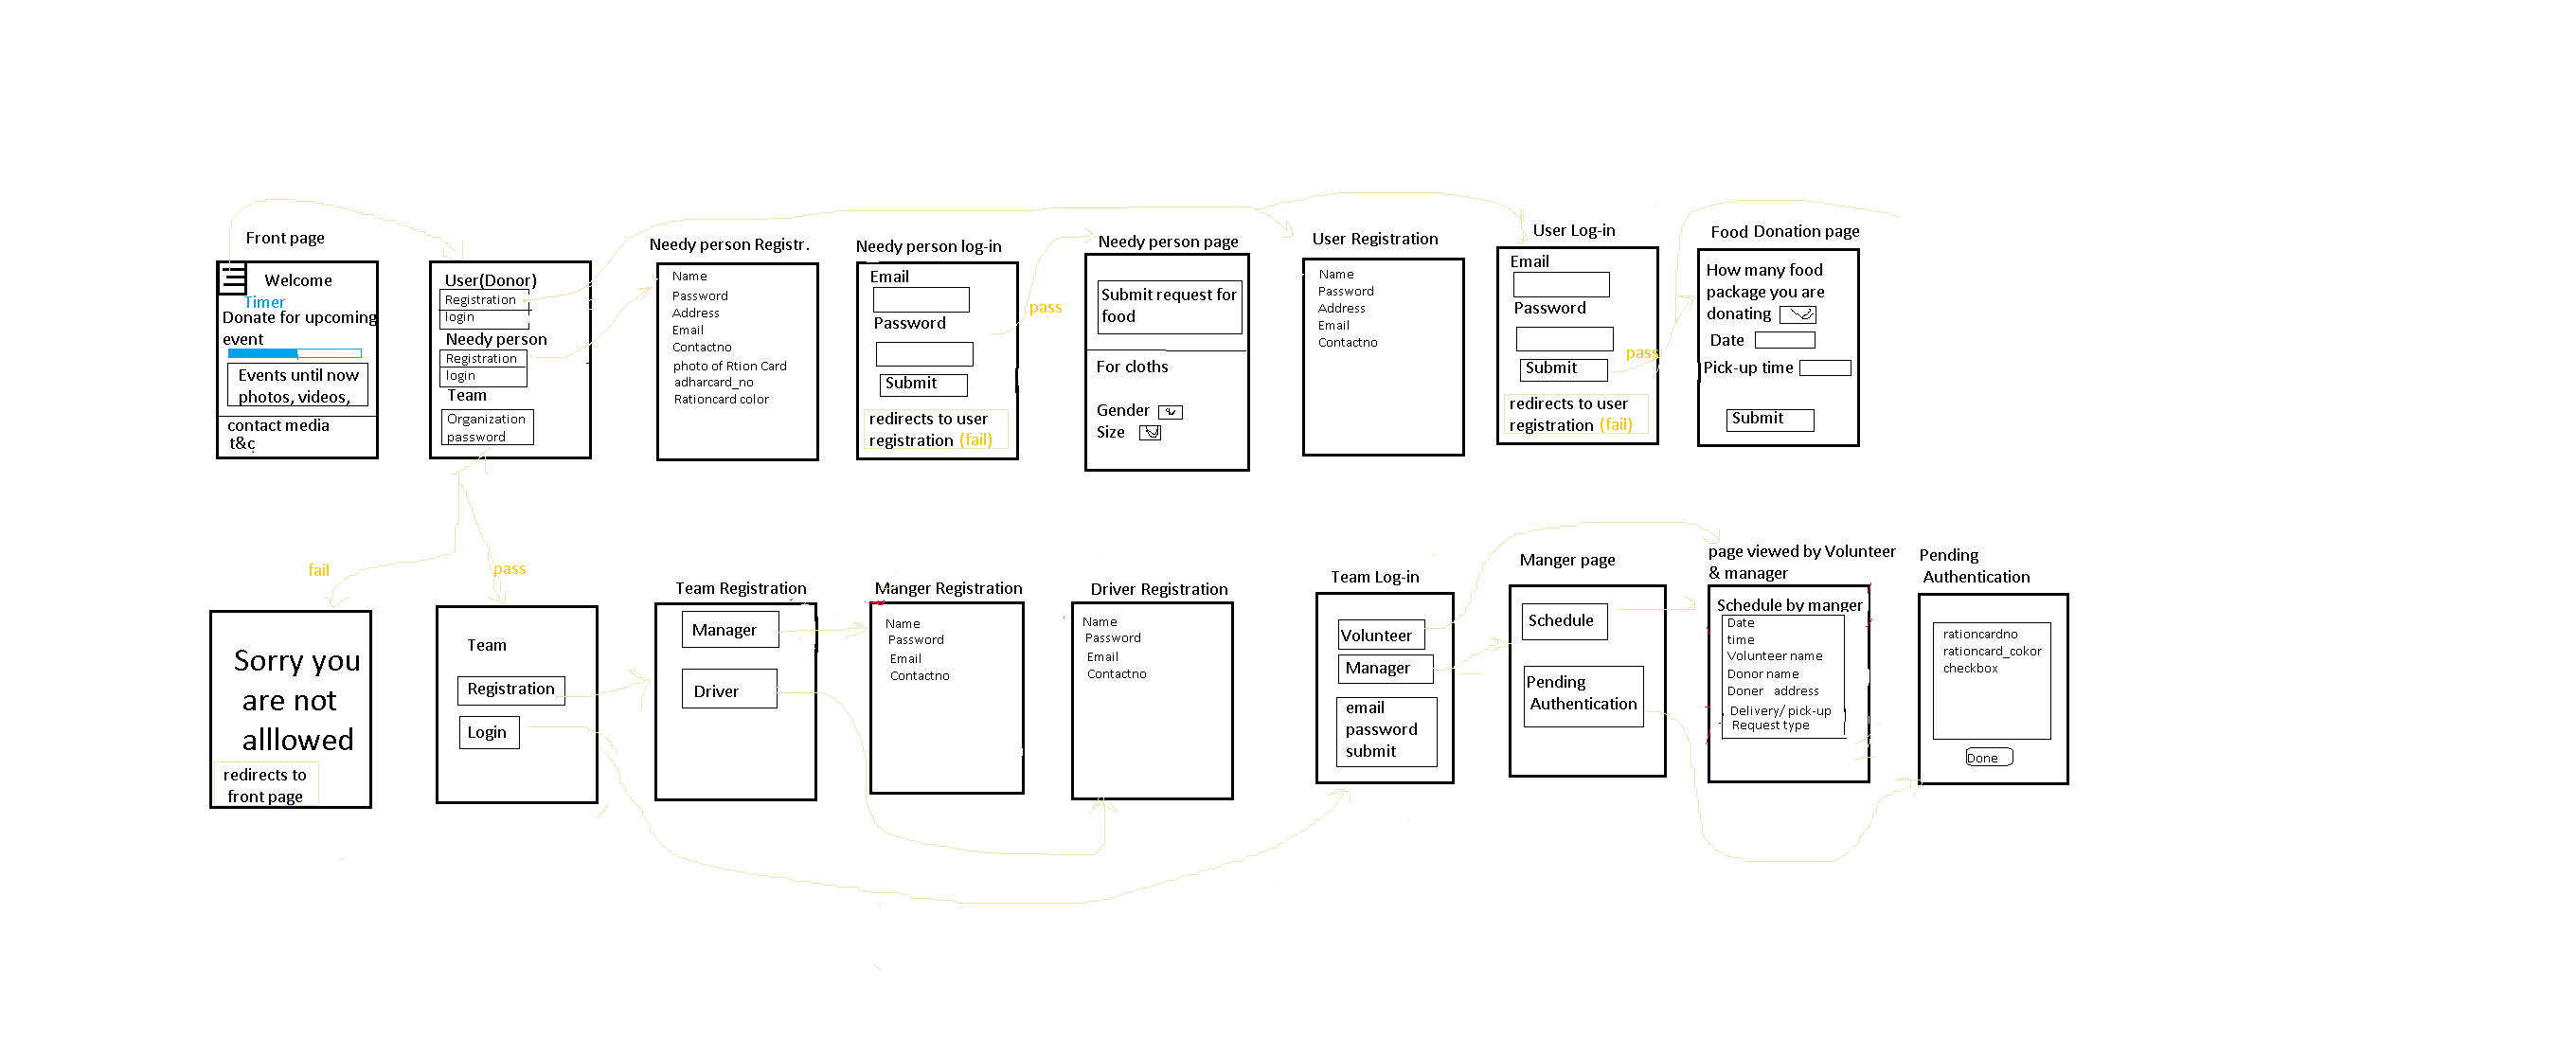 Front page
Welcome
Timer
Donate for upcoming
event
Events until now
photos, videos,
contact media
t&c
User(Donor)
Registration
login
Needy person
Registration
login
Team
Organization
password
Needy person Registr.
Name
Password
Address
Email
Contactno
photo of Rtion Card
adharcard_no
Rationcard color
Needy person log-in
Email
Password
Submit
redirects to user
registration (fail)
pass
Needy person page
Submit request for
food
For cloths
Gender
Size
User Registration
Name
Password
Address
Email
Contactno
User Log-in
Email
Password
Submit
redirects to user
registration (fail)
pass
Food Donation page
How many food
package you are
donating
Date
Pick-up time
Submit
fail
pass
Sorry you
are not
alllowed
redirects to
front page
Team
Registration
Login
Team Registration
Manager
Driver
Manger Registration
Name
Password
Email
Contactno
Driver Registration
Name
Password
Email
Contactno
Team Log-in
Volunteer
Manager
email
password
submit
Manger page
Schedule
Pending
Authentication
page viewed by Volunteer
& manager
Schedule by manger
Date
time
Volunteer name
Donor name
Doner address
Delivery/ pick-up
Request type
Pending
Authentication
rationcardno
rationcard_cokor
checkbox
Done